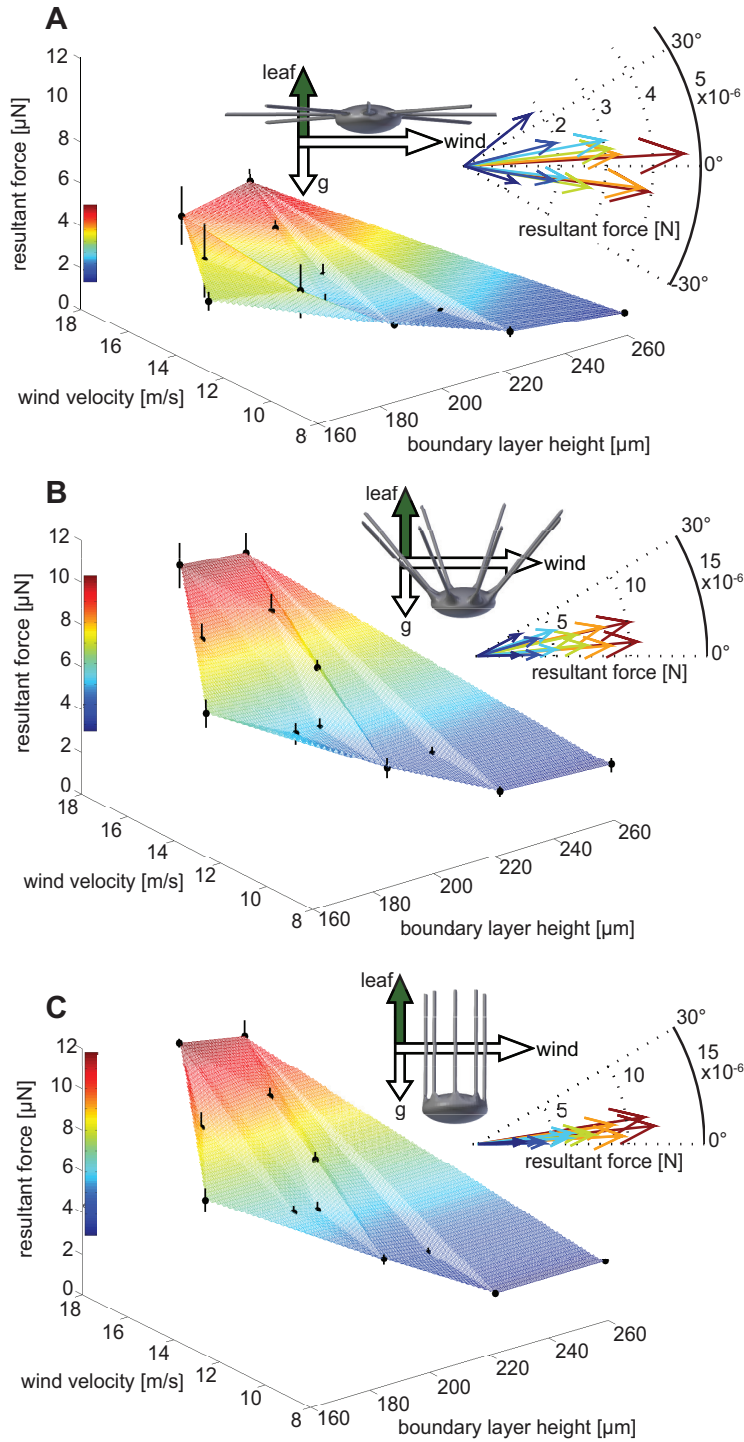 A
12
10
8
6
4
2
0
resultant force [µN]
18
16
14
12
10
8
wind velocity [m/s]
160
180
200
220
240
260
boundary layer height [µm]
leaf
wind
g
30°
5
x10-6
4
3
2
0°
-30°
resultant force [N]
B
12
10
8
6
4
2
0
resultant force [µN]
18
16
14
12
10
8
wind velocity [m/s]
160
180
200
220
240
260
boundary layer height [µm]
leaf
wind
g
30°
15
x10-6
10
5
0°
resultant force [N]
C
12
10
8
6
4
2
0
resultant force [µN]
18
16
14
12
10
8
wind velocity [m/s]
160
180
200
220
240
260
boundary layer height [µm]
leaf
wind
g
30°
15
x10-6
10
5
0°
resultant force [N]